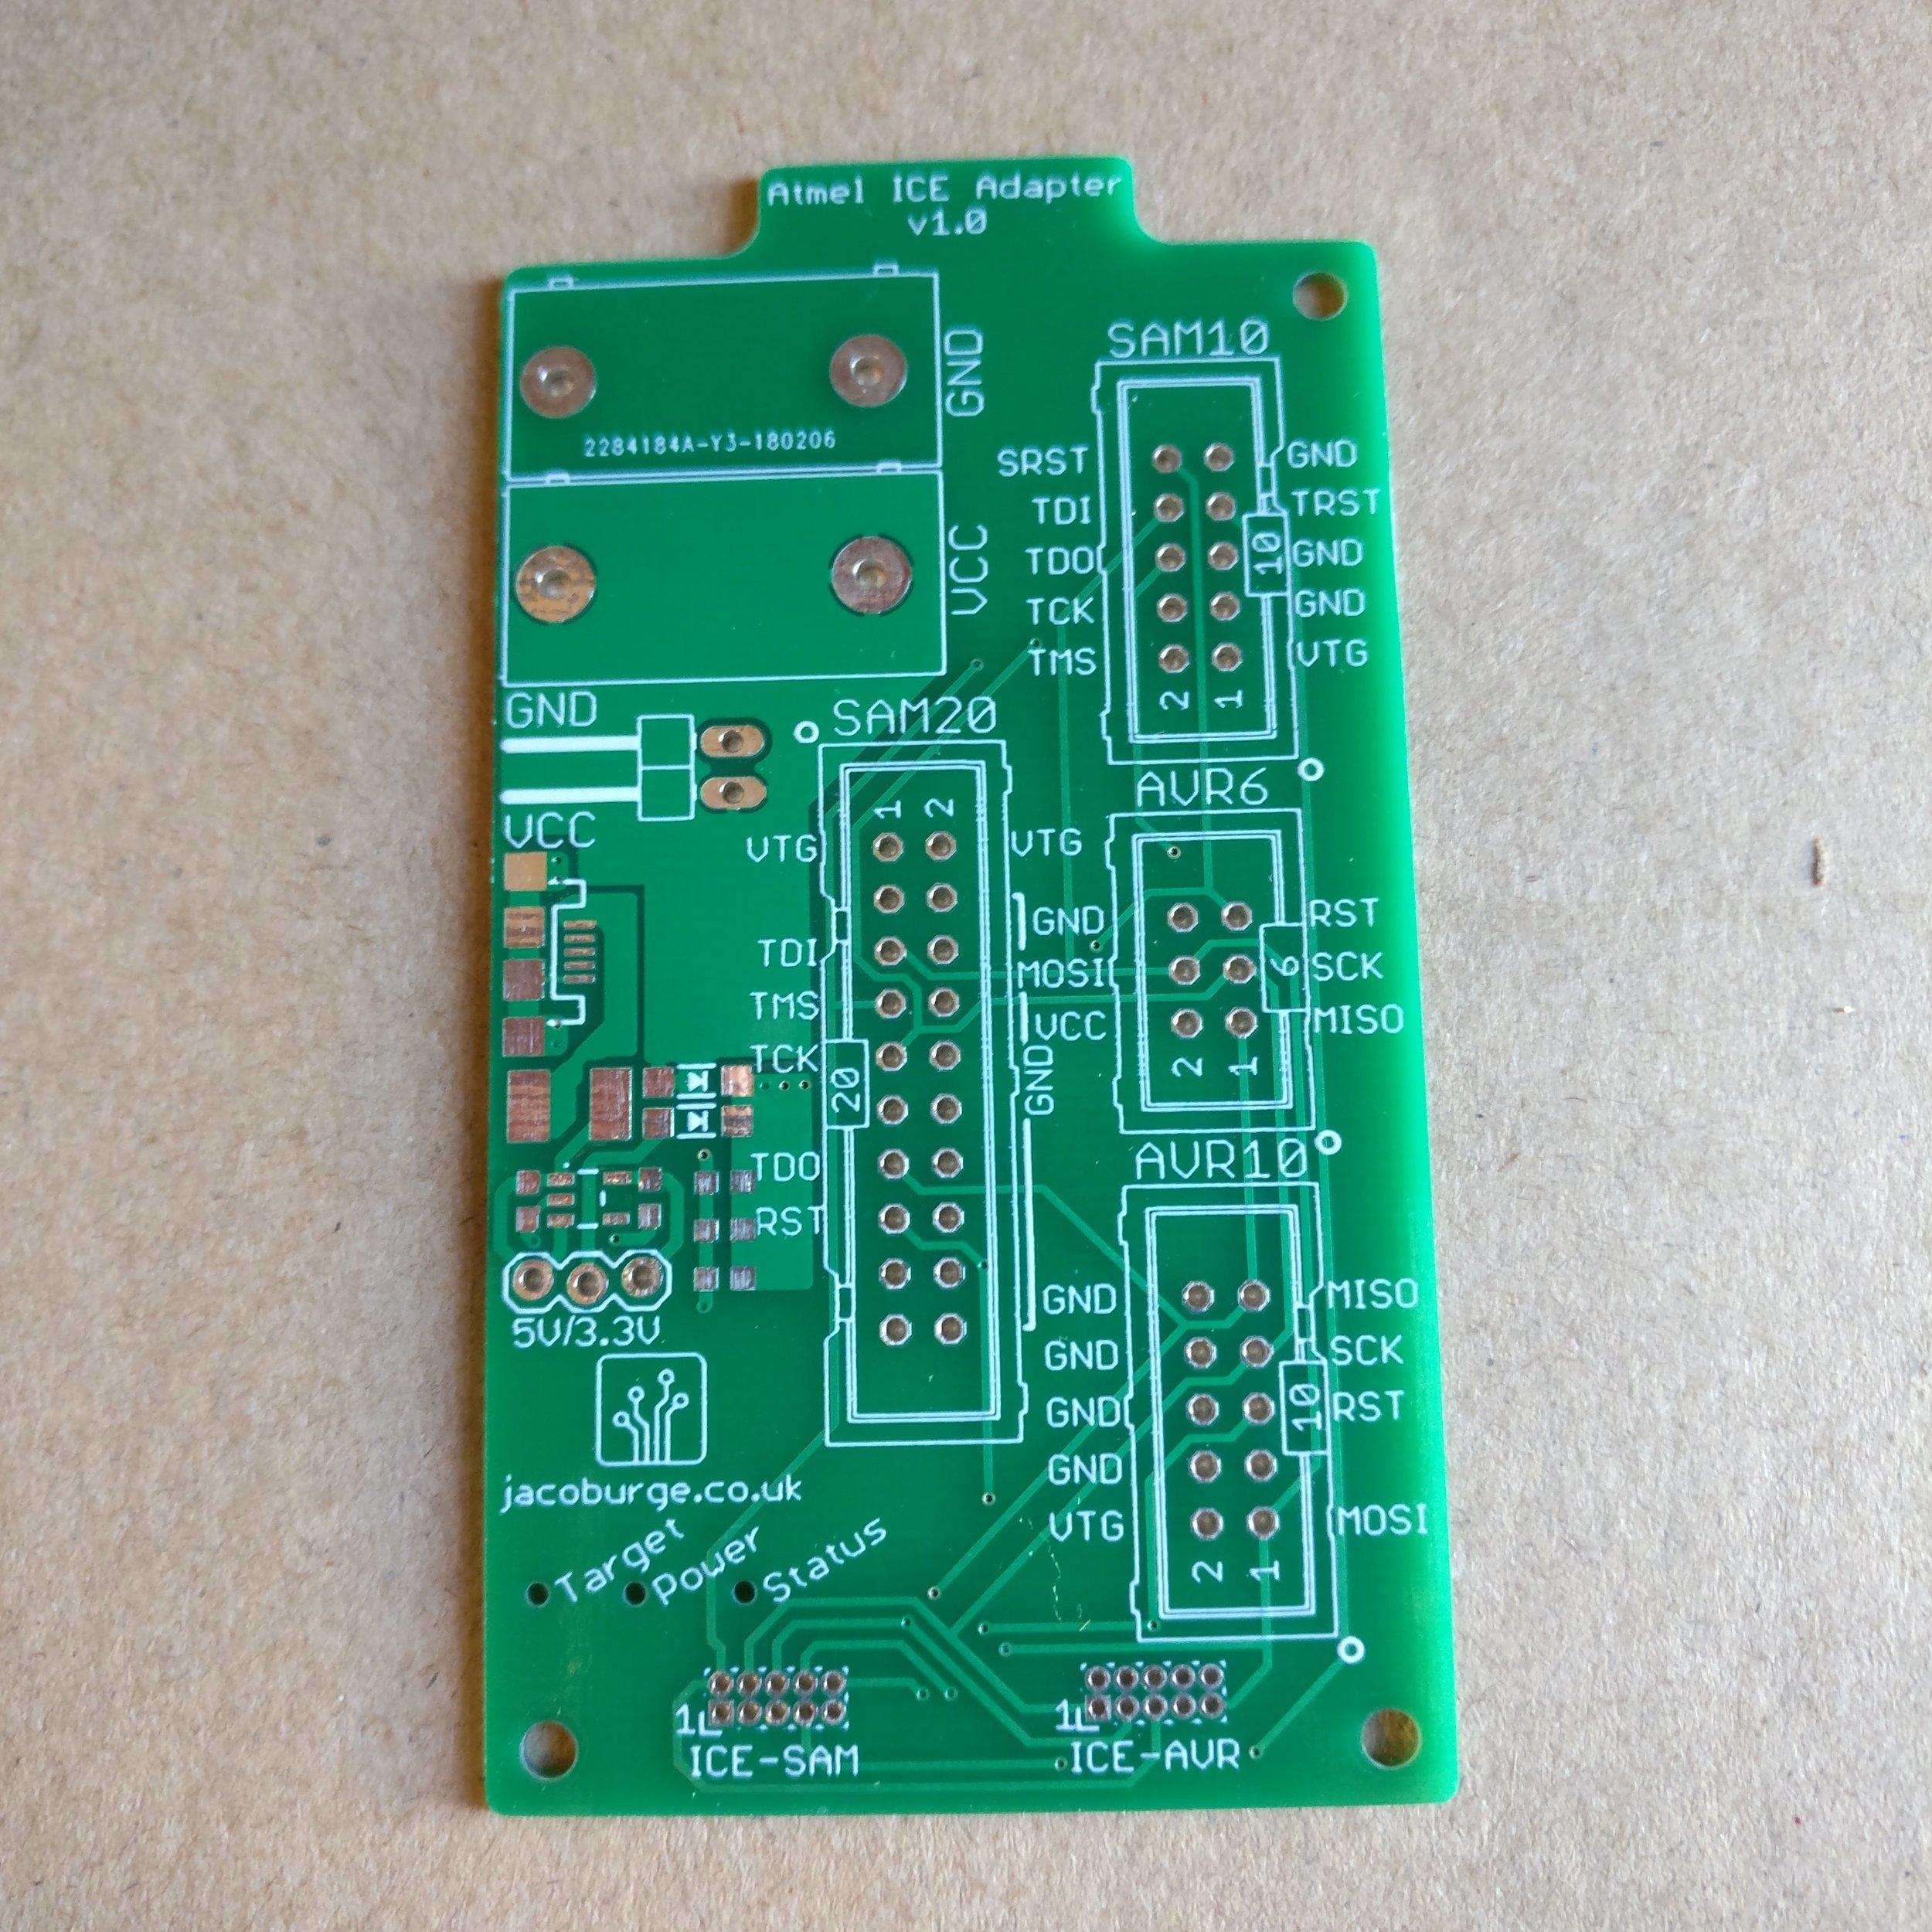 Atmel ICE Adapter
v1.0
GND
2284184A-Y3-180206
VCC
SAM10
SRST
GND
TDI
TRST
TDO
10
GND
TCK
GND
TMS
VTG
2 1
GND
VCC
SAM20
1 2
VTG
VTG
TDI
TMS
TCK
20
GND
TDO
RST
AVR6
GND
RST
MOSI
6
SCK
VCC
MISO
2 1
AVR10
GND
MISO
GND
SCK
GND
10
RST
GND
VTG
MOSI
2 1
5V/3.3V
jacoburge.co.uk
Target
Power
Status
1
ICE-SAM
1
ICE-AVR